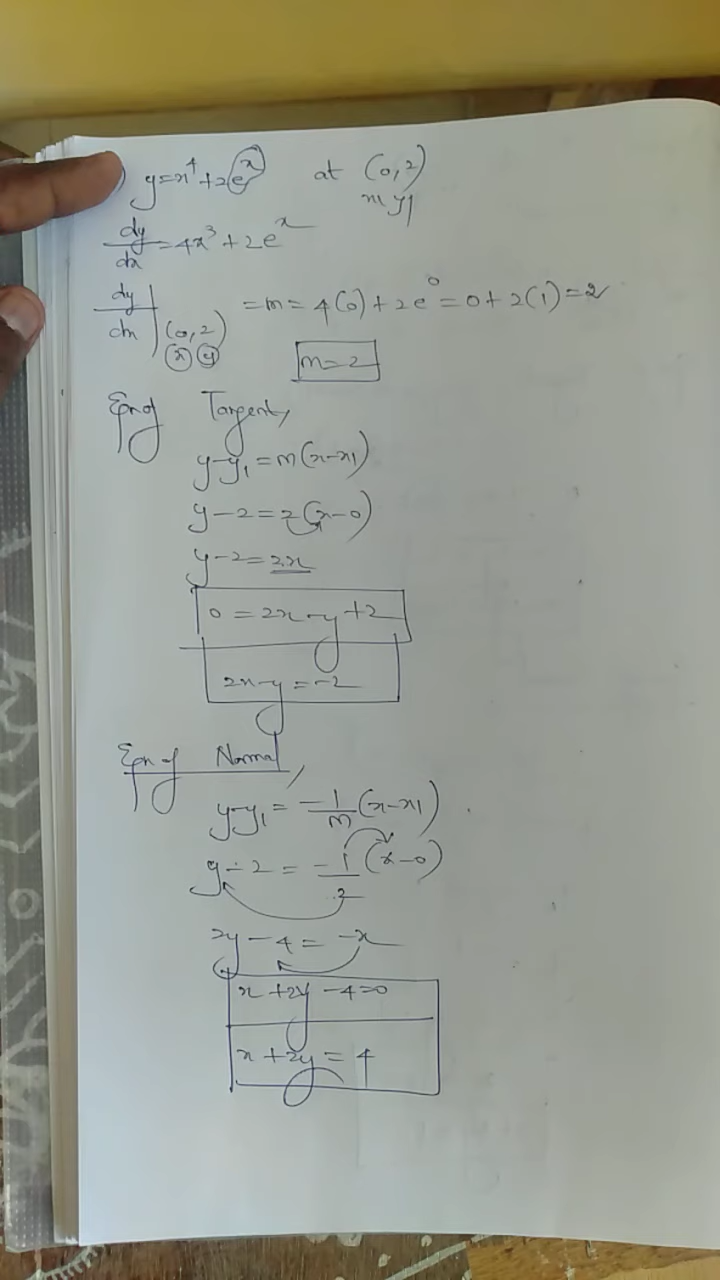 ) y=x⁴+2eˣ at (0,2)
x₁ y₁
dy/dx = 4x³ + 2eˣ
dy/dx |(0,2) = m = 4(0) + 2e⁰ = 0 + 2(1) = 2
(x) (y)
m=2
Eqn of Tangent,
y-y₁ = m(x-x₁)
y-2 = 2(x-0)
y-2 = 2x
0 = 2x-y+2
2x-y = -2
Eqn of Normal,
y-y₁ = -1/m (x-x₁)
y-2 = -1/2 (x-0)
2y-4 = -x
x+2y-4=0
x+2y = 4